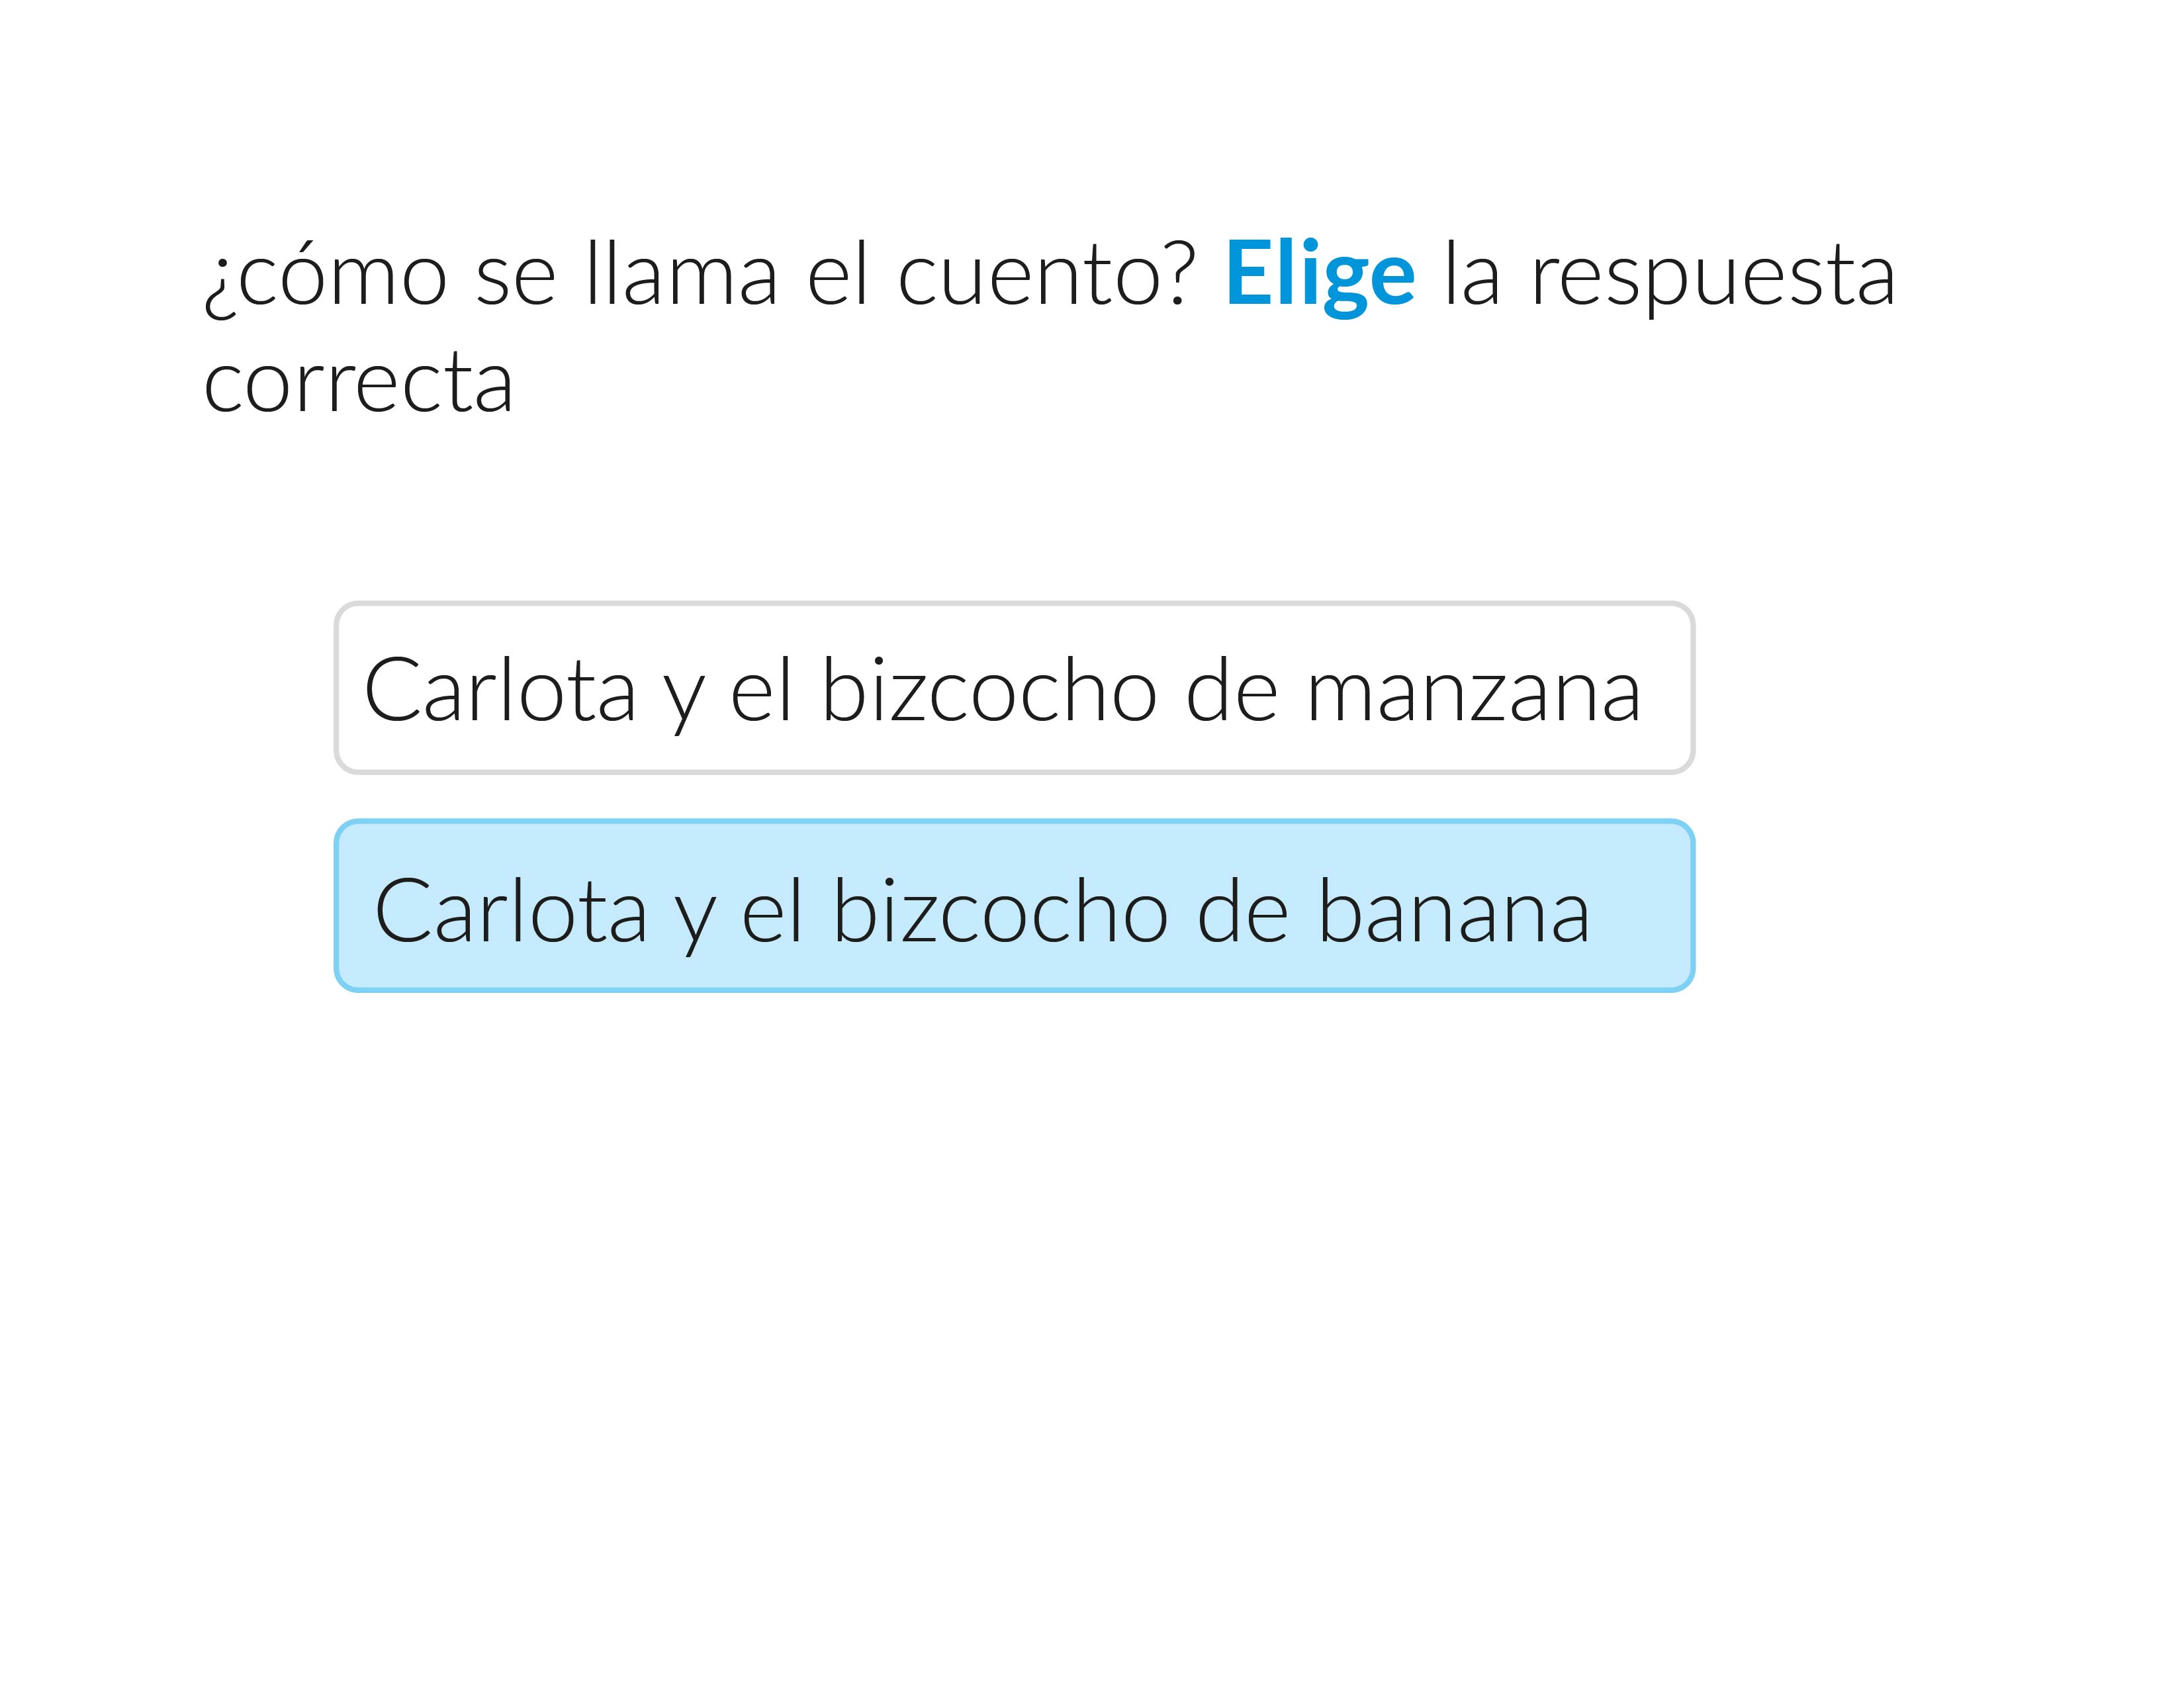 ¿cómo se llama el cuento? Elige la respuesta
correcta
Carlota y el bizcocho de manzana
Carlota y el bizcocho de banana